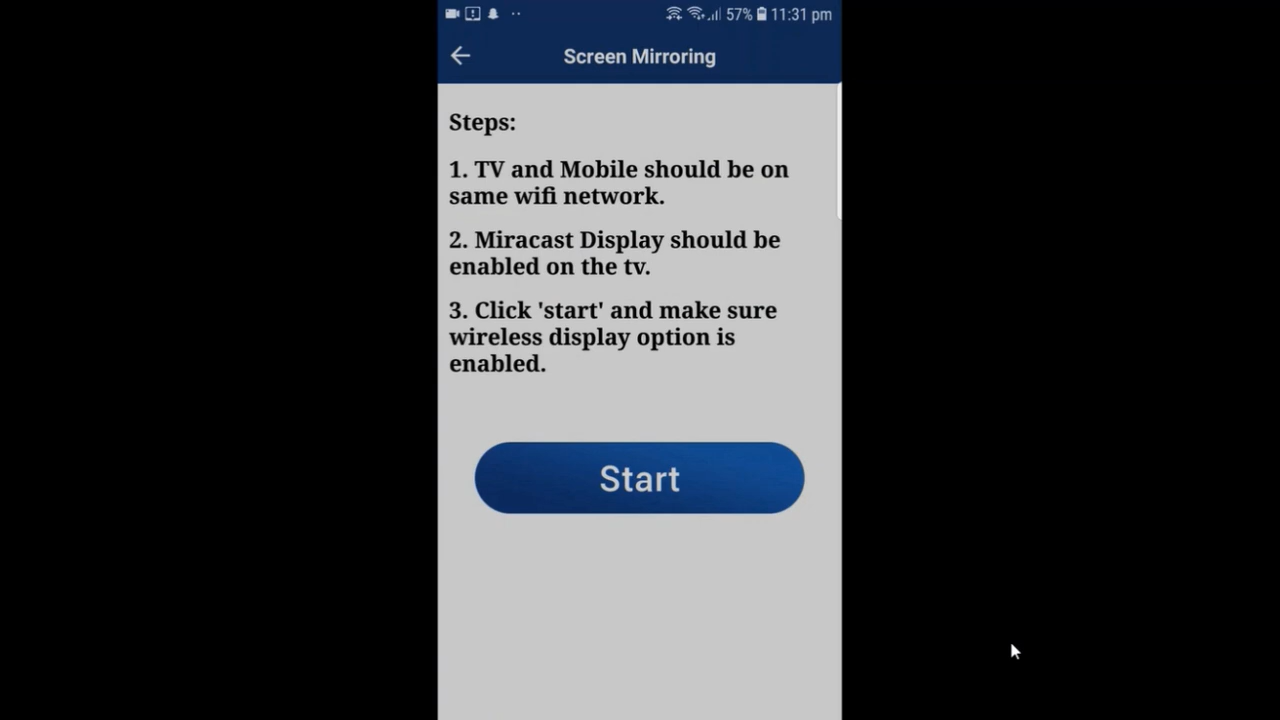 57% 11:31 pm
Screen Mirroring
Steps:
1. TV and Mobile should be on
same wifi network.
2. Miracast Display should be
enabled on the tv.
3. Click 'start' and make sure
wireless display option is
enabled.
Start